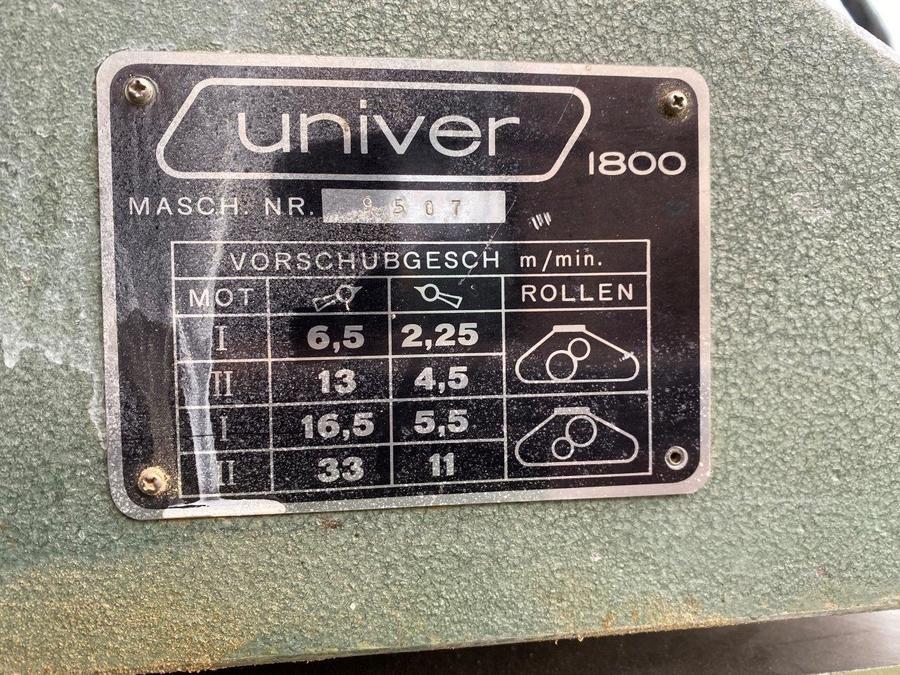 univer
1800
MASCH. NR. 9507
VORSCHUBGESCH m/min.
MOT ROLLEN
I 6,5 2,25
II 13 4,5
I 16,5 5,5
II 33 11